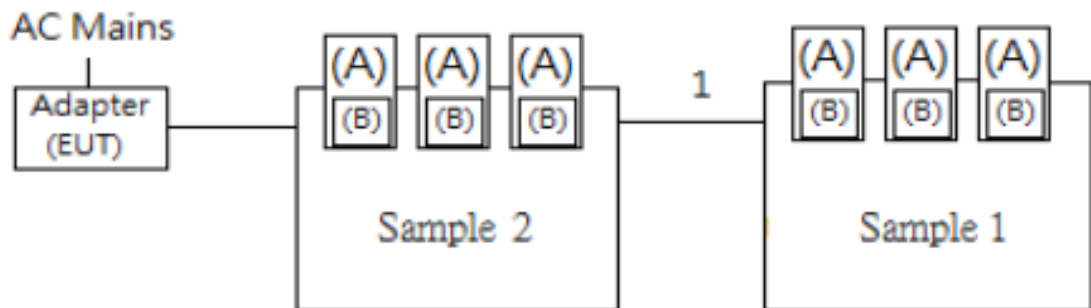 AC Mains
Adapter
(EUT)
(A) (A) (A)
(B) (B) (B)
Sample 2
1
(A) (A) (A)
(B) (B) (B)
Sample 1